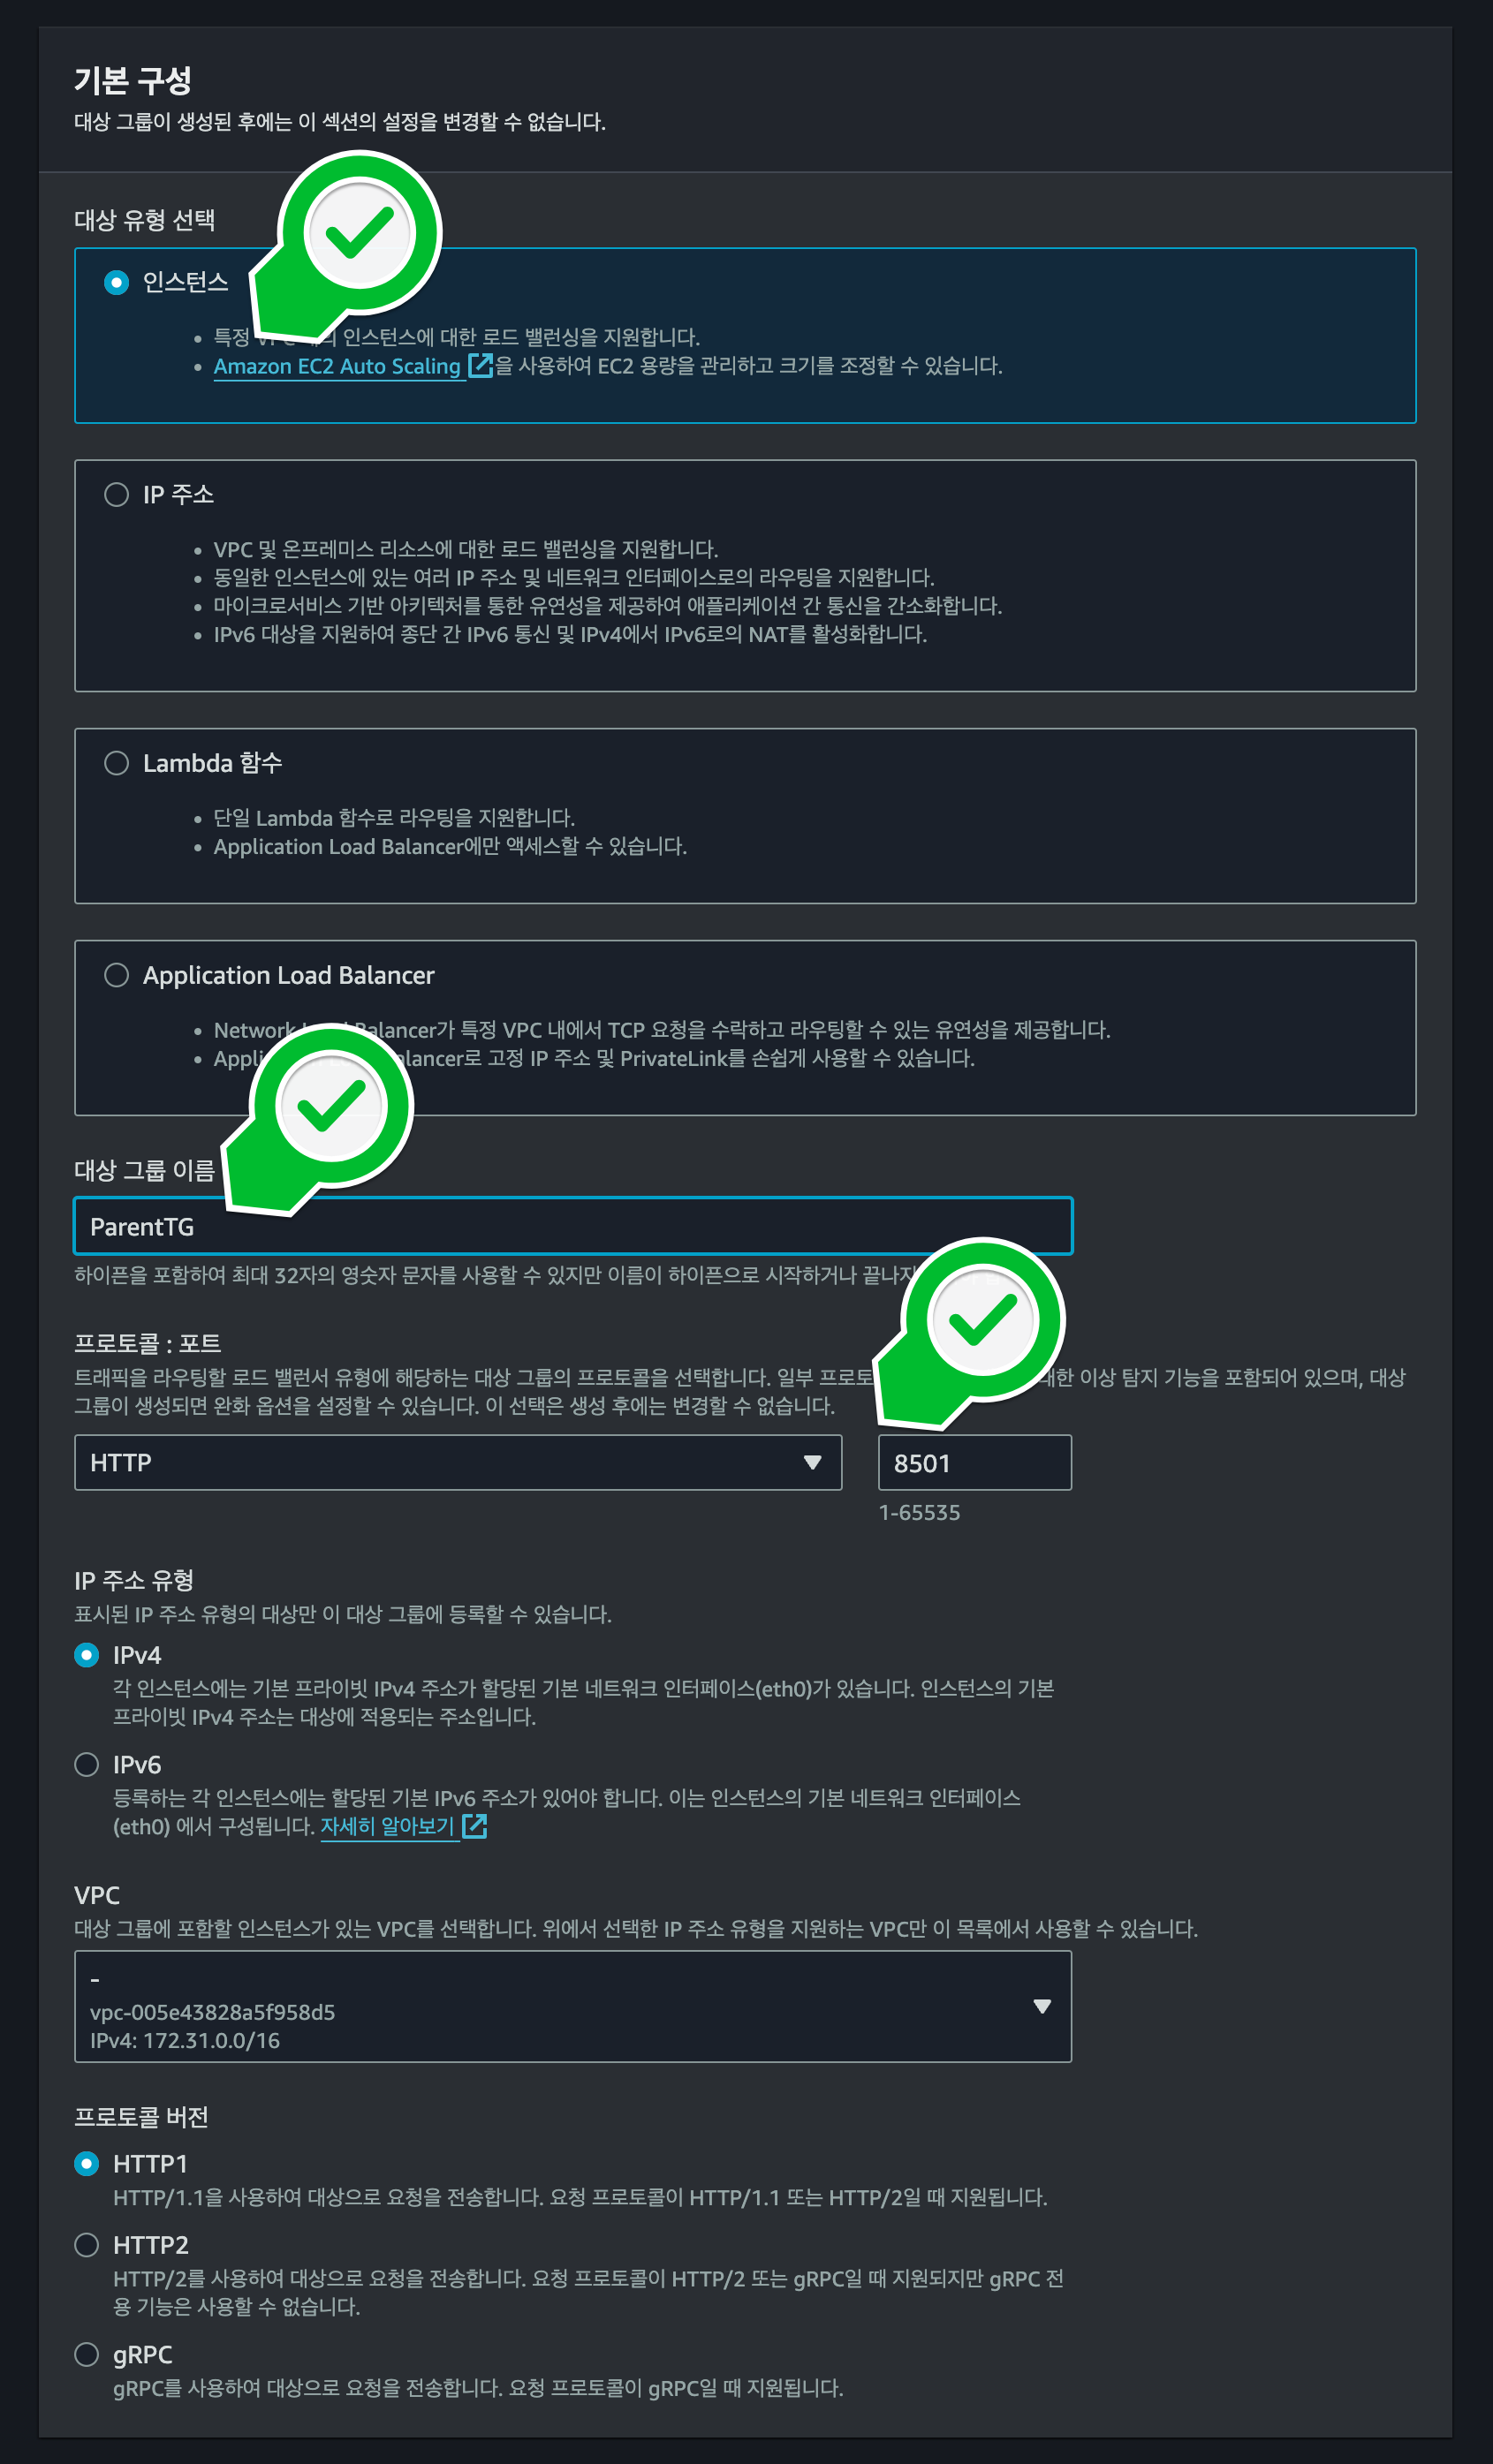 기본 구성
대상 그룹이 생성된 후에는 이 섹션의 설정을 변경할 수 없습니다.
대상 유형 선택
인스턴스
특정 인스턴스에 대한 로드 밸런싱을 지원합니다.
Amazon EC2 Auto Scaling 을 사용하여 EC2 용량을 관리하고 크기를 조정할 수 있습니다.
IP 주소
VPC 및 온프레미스 리소스에 대한 로드 밸런싱을 지원합니다.
동일한 인스턴스에 있는 여러 IP 주소 및 네트워크 인터페이스로의 라우팅을 지원합니다.
마이크로서비스 기반 아키텍처를 통한 유연성을 제공하여 애플리케이션 간 통신을 간소화합니다.
IPv6 대상을 지원하여 종단 간 IPv6 통신 및 IPv4에서 IPv6로의 NAT를 활성화합니다.
Lambda 함수
단일 Lambda 함수로 라우팅을 지원합니다.
Application Load Balancer에만 액세스할 수 있습니다.
Application Load Balancer
Network Balancer가 특정 VPC 내에서 TCP 요청을 수락하고 라우팅할 수 있는 유연성을 제공합니다.
고정 IP 주소 및 PrivateLink를 손쉽게 사용할 수 있습니다.
대상 그룹 이름
ParentTG
하이픈을 포함하여 최대 32자의 영숫자 문자를 사용할 수 있지만 이름이 하이픈으로 시작하거나
프로토콜 : 포트
트래픽을 라우팅할 로드 밸런서 유형에 해당하는 대상 그룹의 프로토콜을 선택합니다. 일부 이상 탐지 기능을 포함되어 있으며, 대상
그룹이 생성되면 완화 옵션을 설정할 수 있습니다. 이 선택은 생성 후에는 변경할 수 없습니다.
HTTP
8501
1-65535
IP 주소 유형
표시된 IP 주소 유형의 대상만 이 대상 그룹에 등록할 수 있습니다.
IPv4
각 인스턴스에는 기본 프라이빗 IPv4 주소가 할당된 기본 네트워크 인터페이스(eth0)가 있습니다. 인스턴스의 기본
프라이빗 IPv4 주소는 대상에 적용되는 주소입니다.
IPv6
등록하는 각 인스턴스에는 할당된 기본 IPv6 주소가 있어야 합니다. 이는 인스턴스의 기본 네트워크 인터페이스
(eth0) 에서 구성됩니다. 자세히 알아보기
VPC
대상 그룹에 포함할 인스턴스가 있는 VPC를 선택합니다. 위에서 선택한 IP 주소 유형을 지원하는 VPC만 이 목록에서 사용할 수 있습니다.
-
vpc-005e43828a5f958d5
IPv4: 172.31.0.0/16
프로토콜 버전
HTTP1
HTTP/1.1을 사용하여 대상으로 요청을 전송합니다. 요청 프로토콜이 HTTP/1.1 또는 HTTP/2일 때 지원됩니다.
HTTP2
HTTP/2를 사용하여 대상으로 요청을 전송합니다. 요청 프로토콜이 HTTP/2 또는 gRPC일 때 지원되지만 gRPC 전
용 기능은 사용할 수 없습니다.
gRPC
gRPC를 사용하여 대상으로 요청을 전송합니다. 요청 프로토콜이 gRPC일 때 지원됩니다.